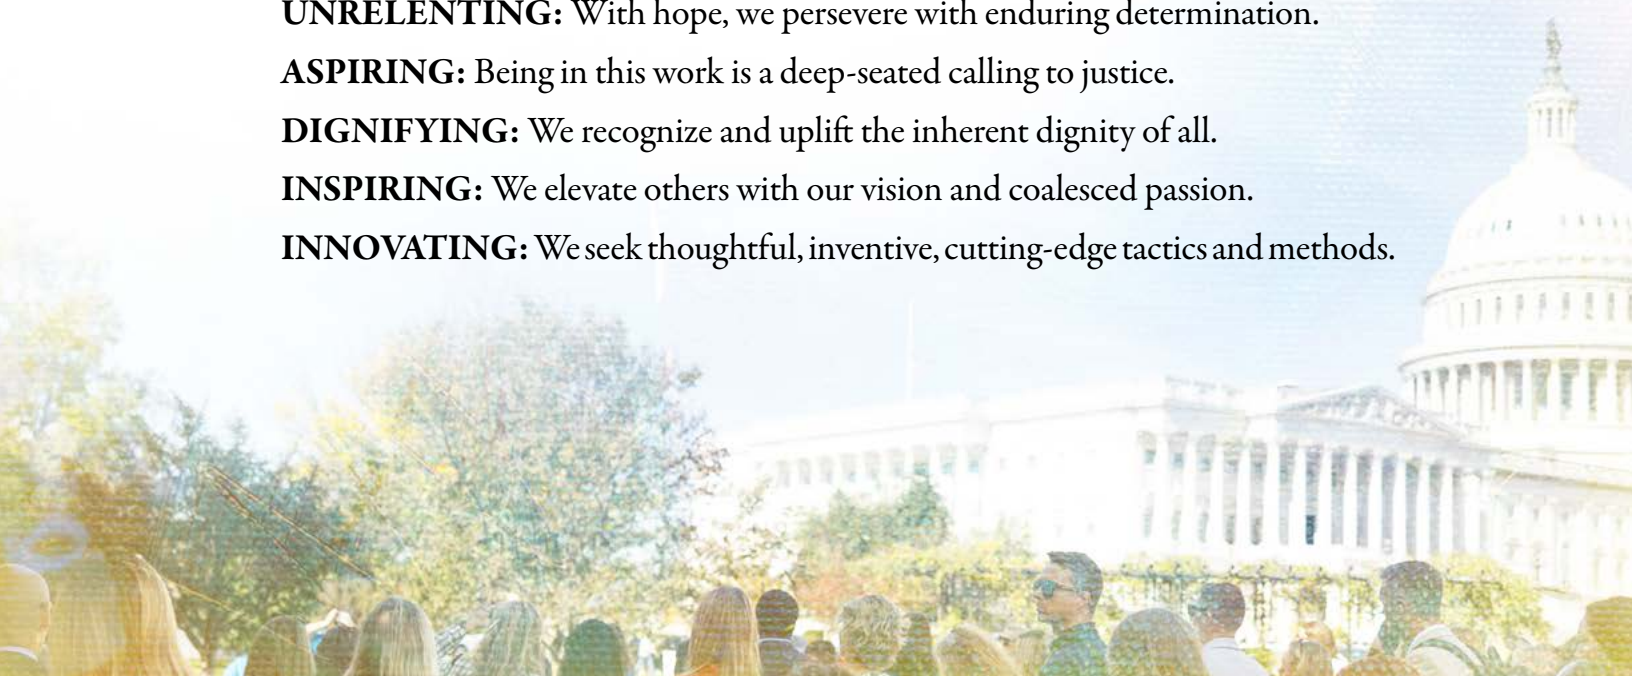 UNRELENTING: With hope, we persevere with enduring determination.
ASPIRING: Being in this work is a deep-seated calling to justice.
DIGNIFYING: We recognize and uplift the inherent dignity of all.
INSPIRING: We elevate others with our vision and coalesced passion.
INNOVATING: We seek thoughtful, inventive, cutting-edge tactics and methods.